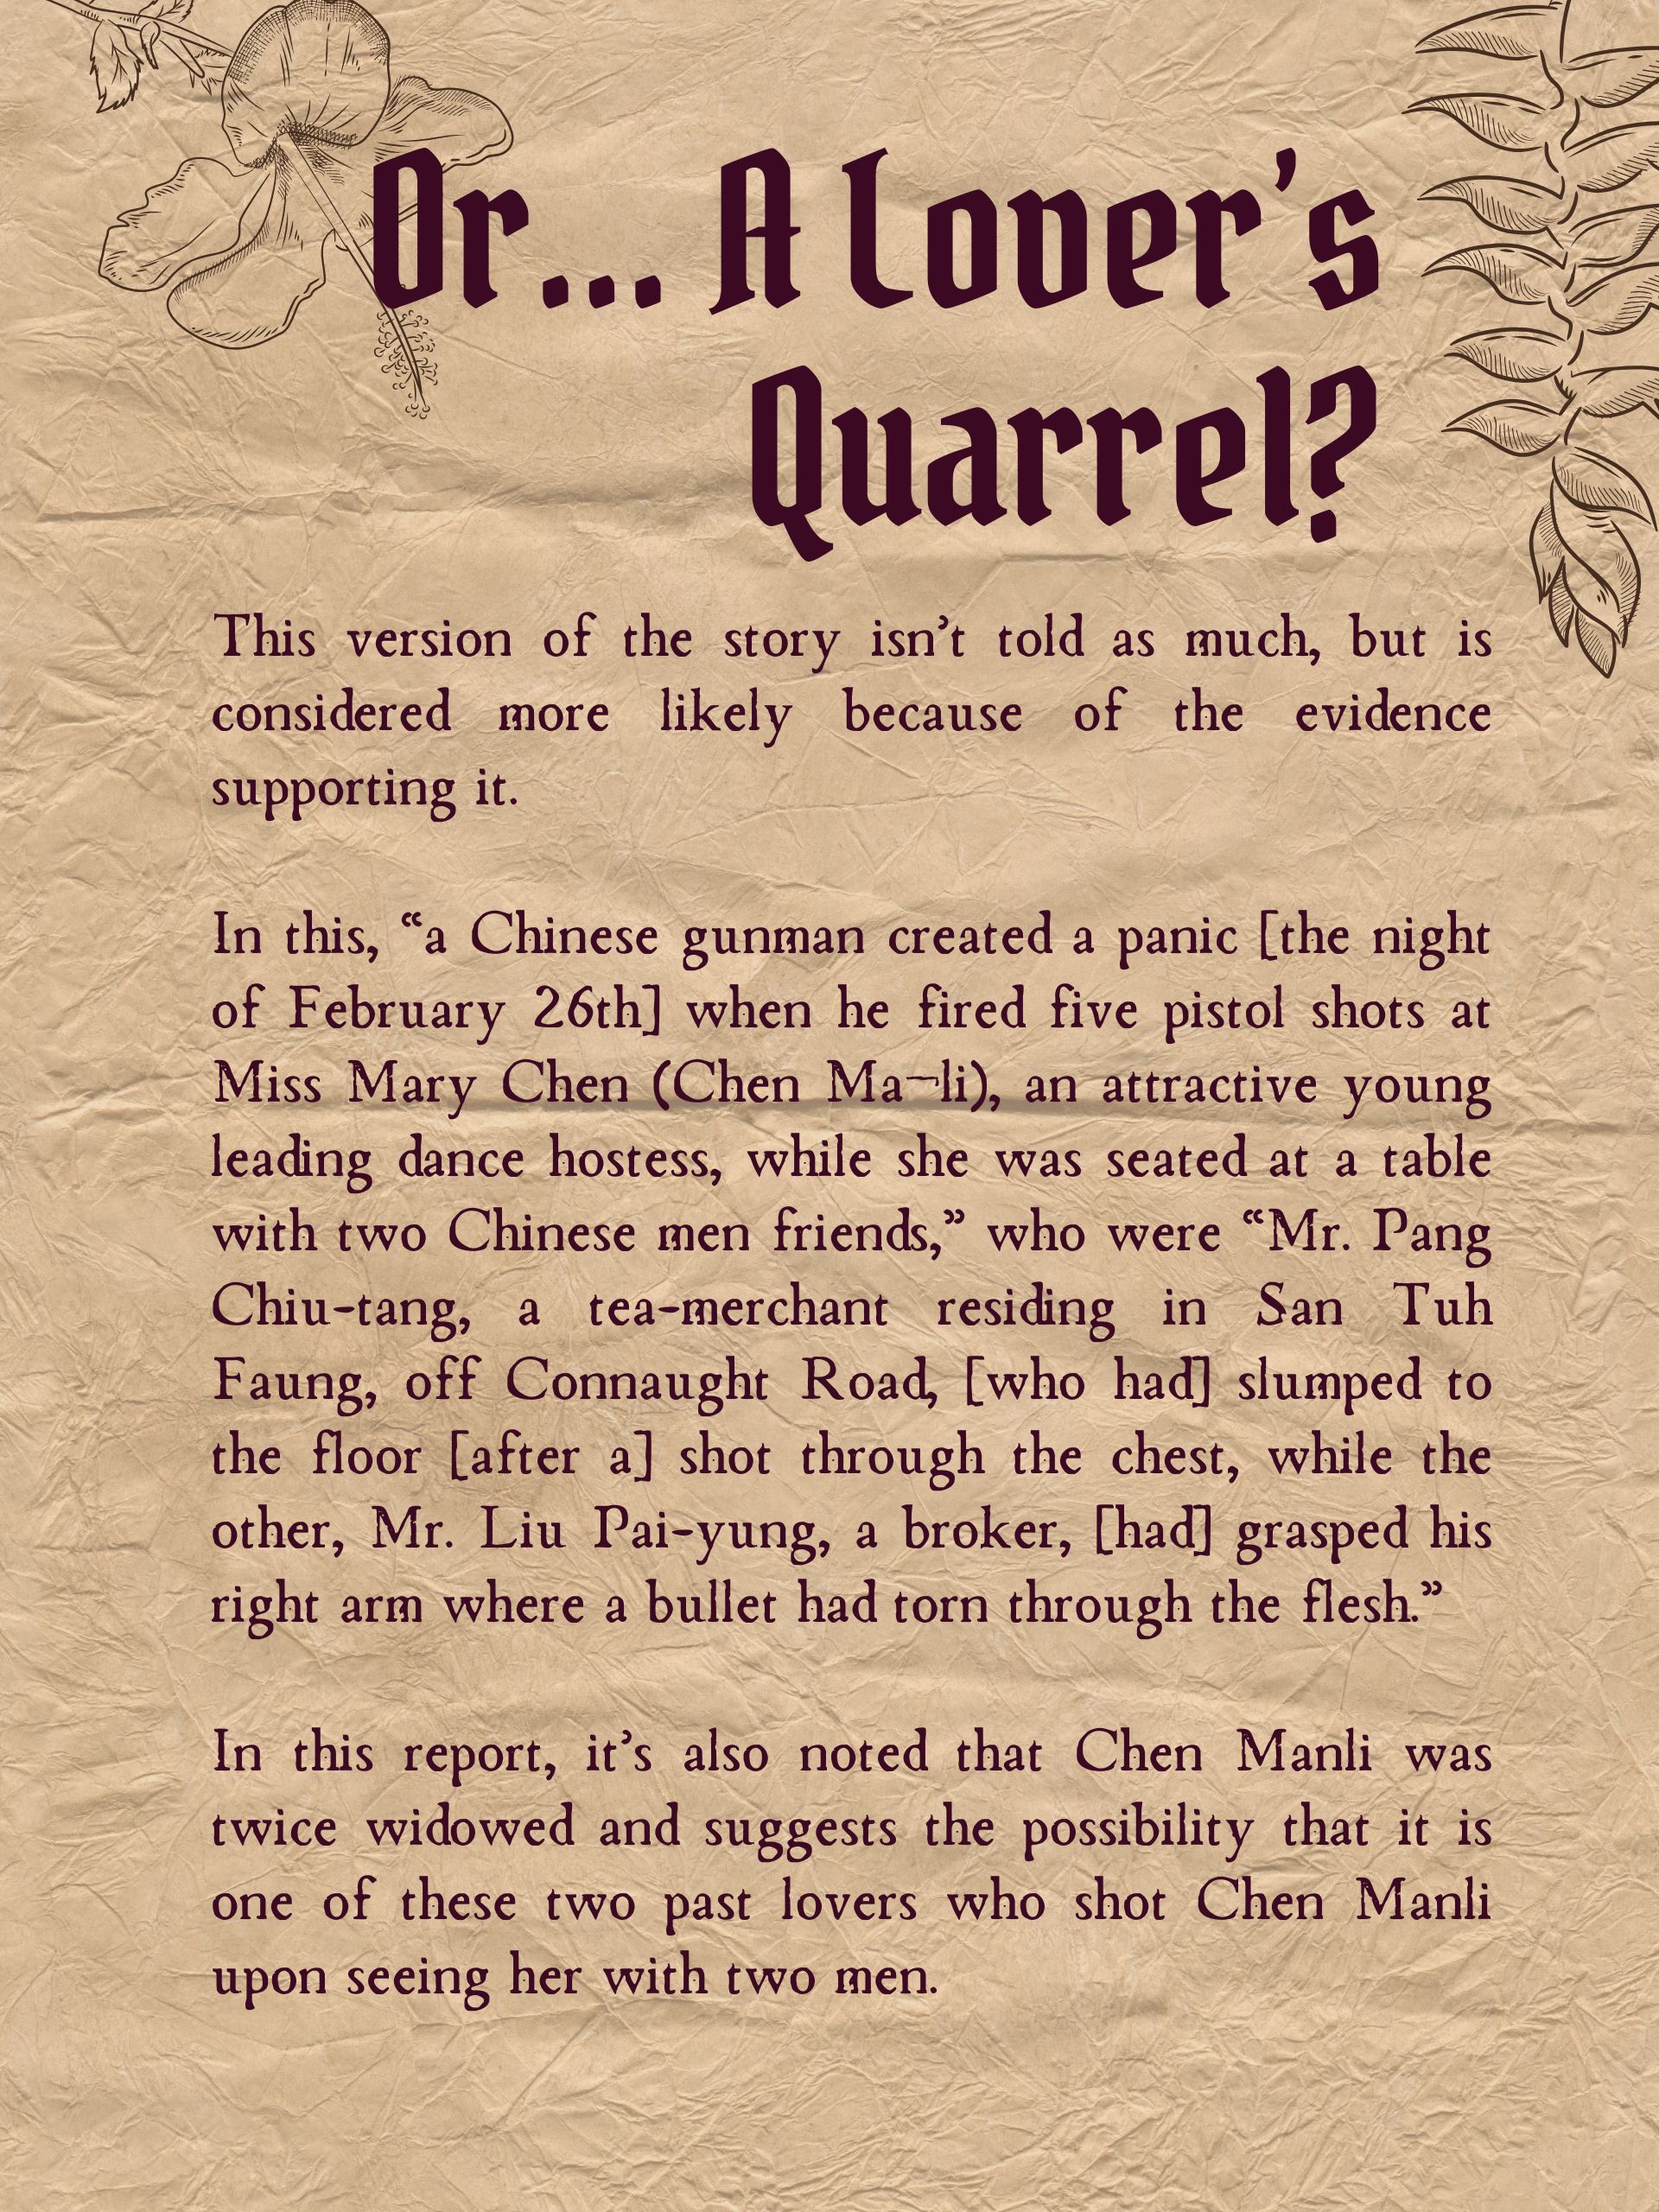 Or... A Lover’s
Quarrel?
This version of the story isn’t told as much, but is
considered more likely because of the evidence
supporting it.
In this, “a Chinese gunman created a panic [the night
of February 26th] when he fired five pistol shots at
Miss Mary Chen (Chen Ma¬li), an attractive young
leading dance hostess, while she was seated at a table
with two Chinese men friends,” who were “Mr. Pang
Chiu-tang, a tea-merchant residing in San Tuh
Faung, off Connaught Road, [who had] slumped to
the floor [after a] shot through the chest, while the
other, Mr. Liu Pai-yung, a broker, [had] grasped his
right arm where a bullet had torn through the flesh.”
In this report, it’s also noted that Chen Manli was
twice widowed and suggests the possibility that it is
one of these two past lovers who shot Chen Manli
upon seeing her with two men.